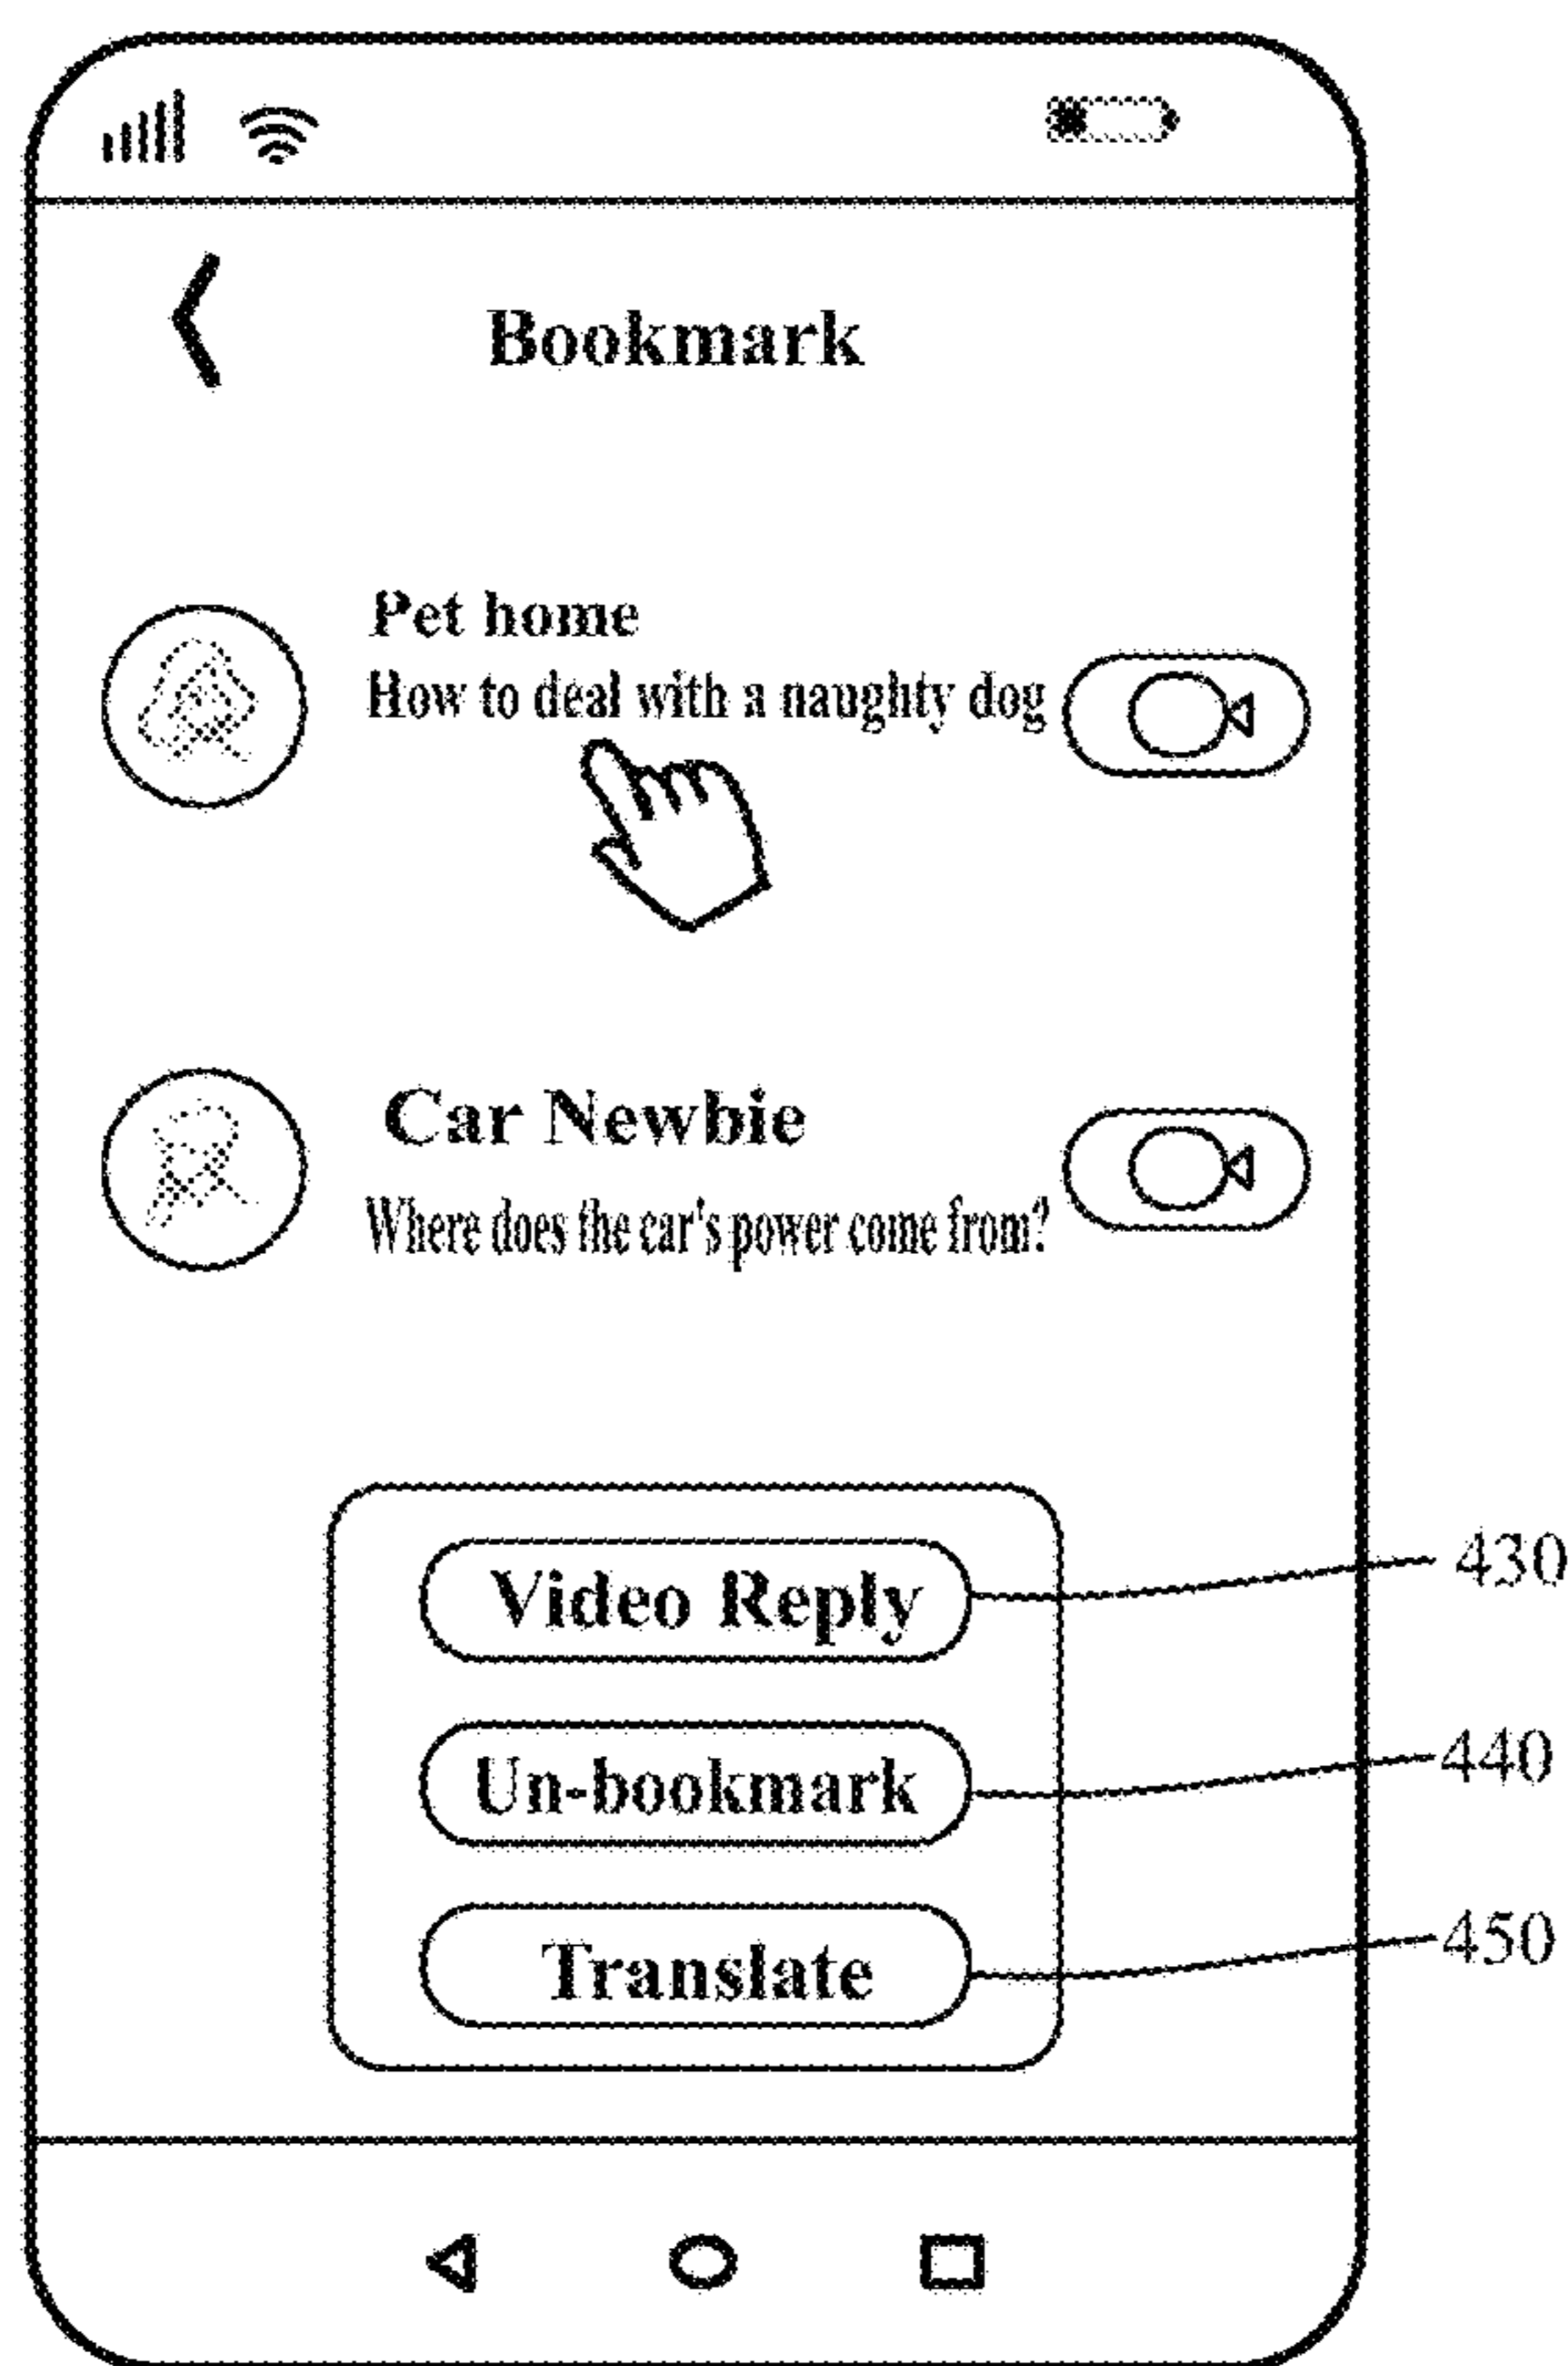 Bookmark
Pet home
How to deal with a naughty dog
Car Newbie
Where does the car's power come from?
Video Reply
430
Un-bookmark
440
Translate
450